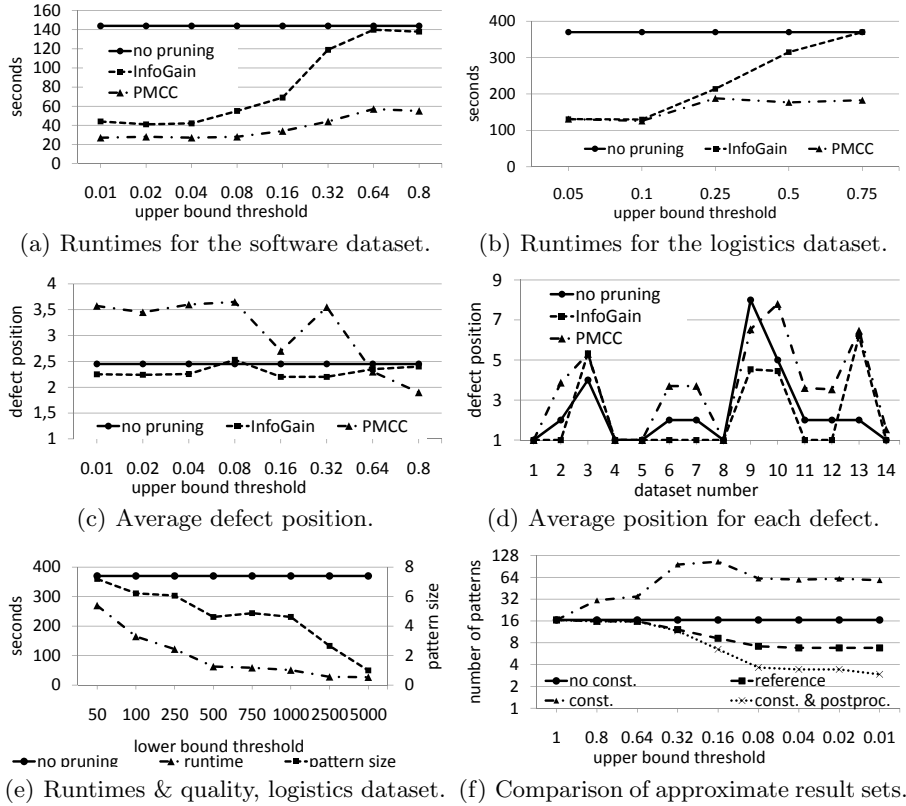 160
140
120
100
80
60
40
20
0
seconds
no pruning
InfoGain
PMCC
0.01 0.02 0.04 0.08 0.16 0.32 0.64 0.8
upper bound threshold
(a) Runtimes for the software dataset.
400
300
200
100
0
seconds
no pruning InfoGain PMCC
0.05 0.1 0.25 0.5 0.75
upper bound threshold
(b) Runtimes for the logistics dataset.
4
3,5
3
2,5
2
1,5
1
defect position
no pruning InfoGain PMCC
0.01 0.02 0.04 0.08 0.16 0.32 0.64 0.8
upper bound threshold
(c) Average defect position.
9
7
5
3
1
defect position
no pruning
InfoGain
PMCC
1 2 3 4 5 6 7 8 9 10 11 12 13 14
dataset number
(d) Average position for each defect.
400
300
200
100
0
seconds
8
6
4
2
0
pattern size
50 100 250 500 750 1000 2500 5000
lower bound threshold
no pruning runtime pattern size
(e) Runtimes & quality, logistics dataset.
128
64
32
16
8
4
2
1
number of patterns
no const. reference
const. const. & postproc.
1 0.8 0.64 0.32 0.16 0.08 0.04 0.02 0.01
upper bound threshold
(f) Comparison of approximate result sets.